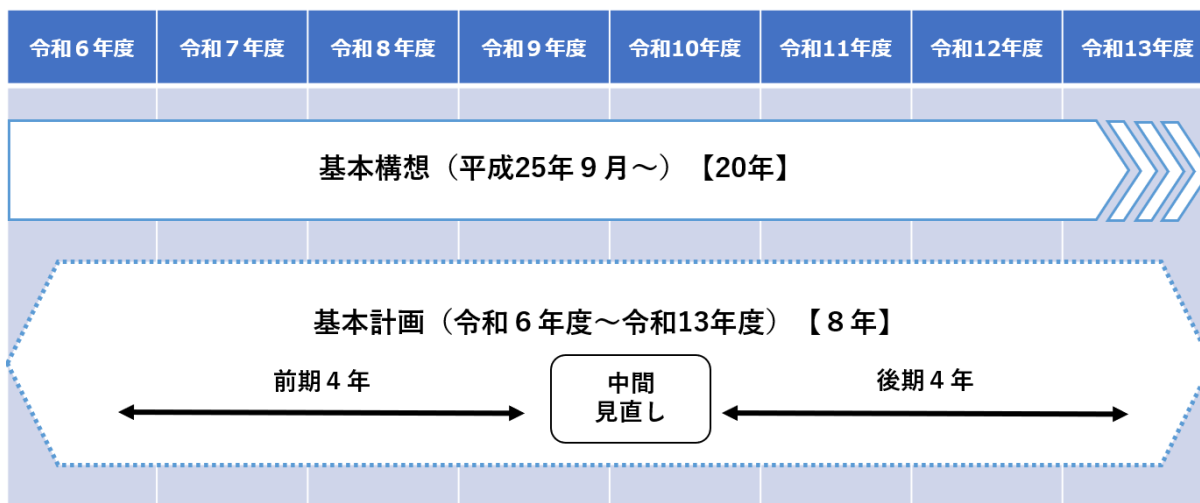 令和６年度 令和７年度 令和８年度 令和９年度 令和10年度 令和11年度 令和12年度 令和13年度
基本構想（平成25年９月～）【20年】
基本計画（令和６年度～令和13年度）【８年】
前期４年
中間
見直し
後期４年